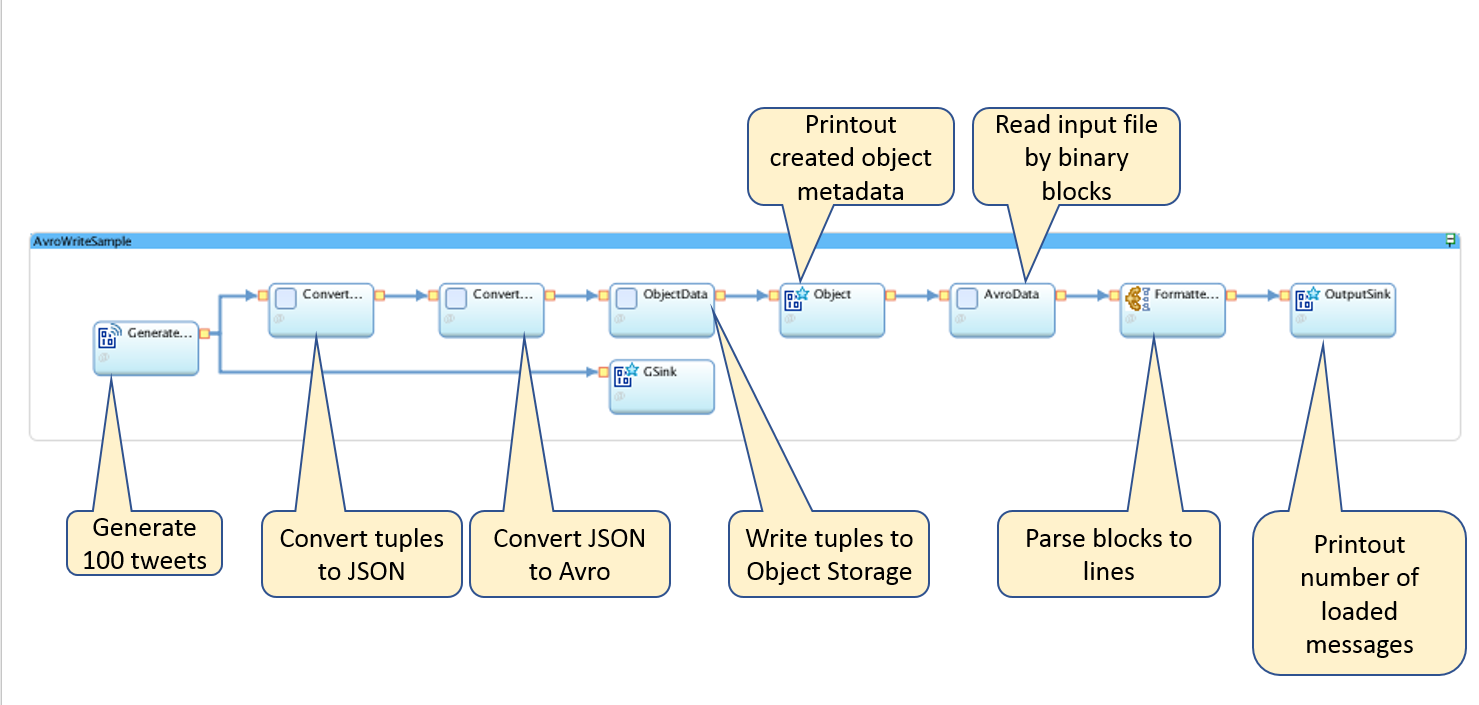 Printout
created object
metadata
Read input file
by binary
blocks
AvroWriteSample
Generate...
Convert...
Convert...
ObjectData
Object
AvroData
Formatte...
OutputSink
GSink
Generate
100 tweets
Convert tuples
to JSON
Convert JSON
to Avro
Write tuples to
Object Storage
Parse blocks to
lines
Printout
number of
loaded
messages